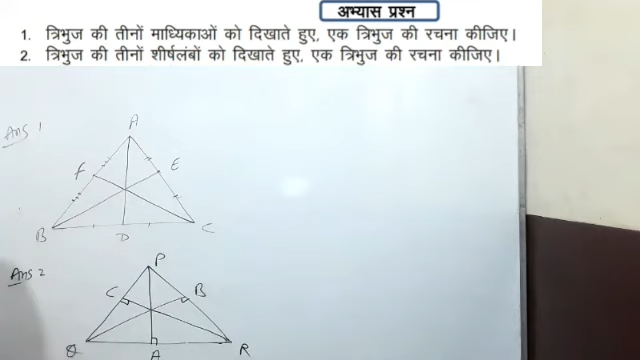 अभ्यास प्रश्न
1. त्रिभुज की तीनों माध्यिकाओं को दिखाते हुए, एक त्रिभुज की रचना कीजिए।
2. त्रिभुज की तीनों शीर्षलंबों को दिखाते हुए, एक त्रिभुज की रचना कीजिए।
Ans 1
A
F E
B D C
Ans 2
P
C B
Q A R